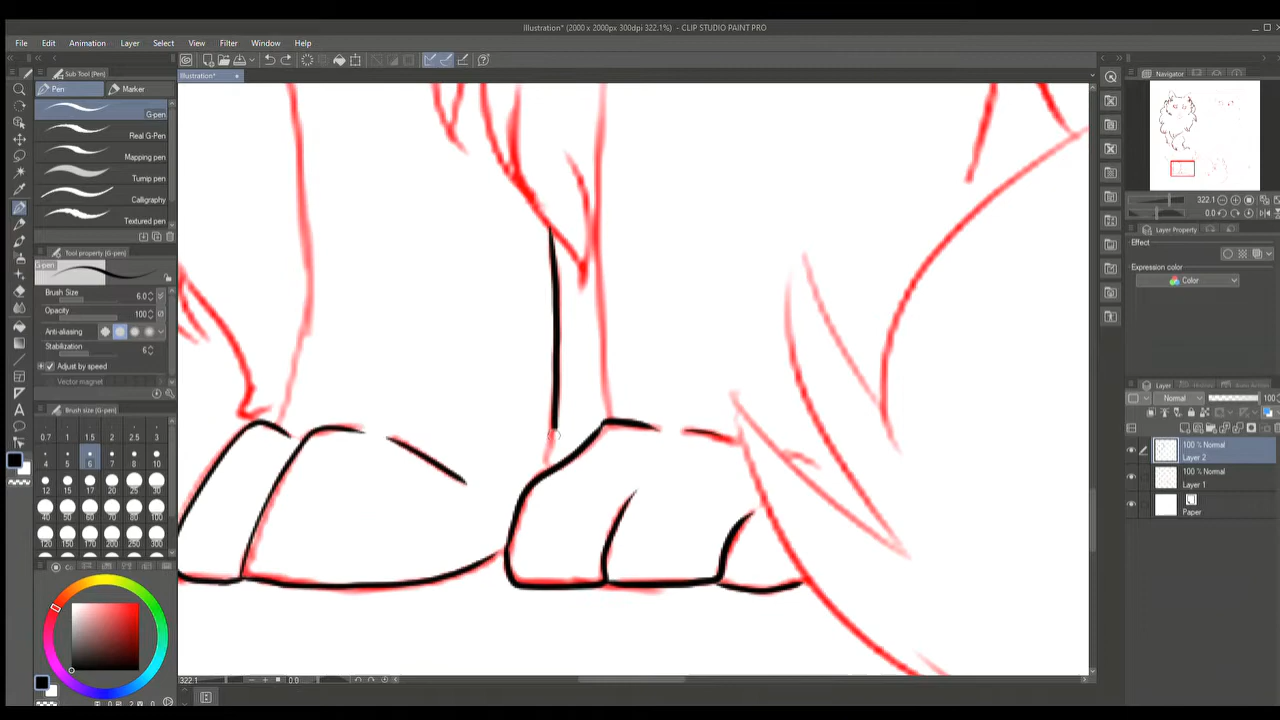 Illustration* (2000 x 2000px 300dpi 322.1%) - CLIP STUDIO PAINT PRO
File Edit Animation Layer Select View Filter Window Help
Sub Tool [Pen]
Illustration*
Navigator
Pen Marker
G-pen
Real G-Pen
Mapping pen
Turnip pen
Calligraphy
Textured pen
322.1
0.0
Tool property [G-pen]
G-pen
Layer Property
Effect
Expression color
Color
Brush Size 6.0
Opacity 100
Anti-aliasing
Stabilization 6
Adjust by speed
Vector magnet
Layer
Normal 100
Brush size [G-pen]
0.7 1 1.5 2 2.5 3
4 5 6 7 8 10
12 15 17 20 25 30
40 50 60 70 80 100
120 150 170 200 250 300
100 % Normal
Layer 2
100 % Normal
Layer 1
Paper
322.1 0.0